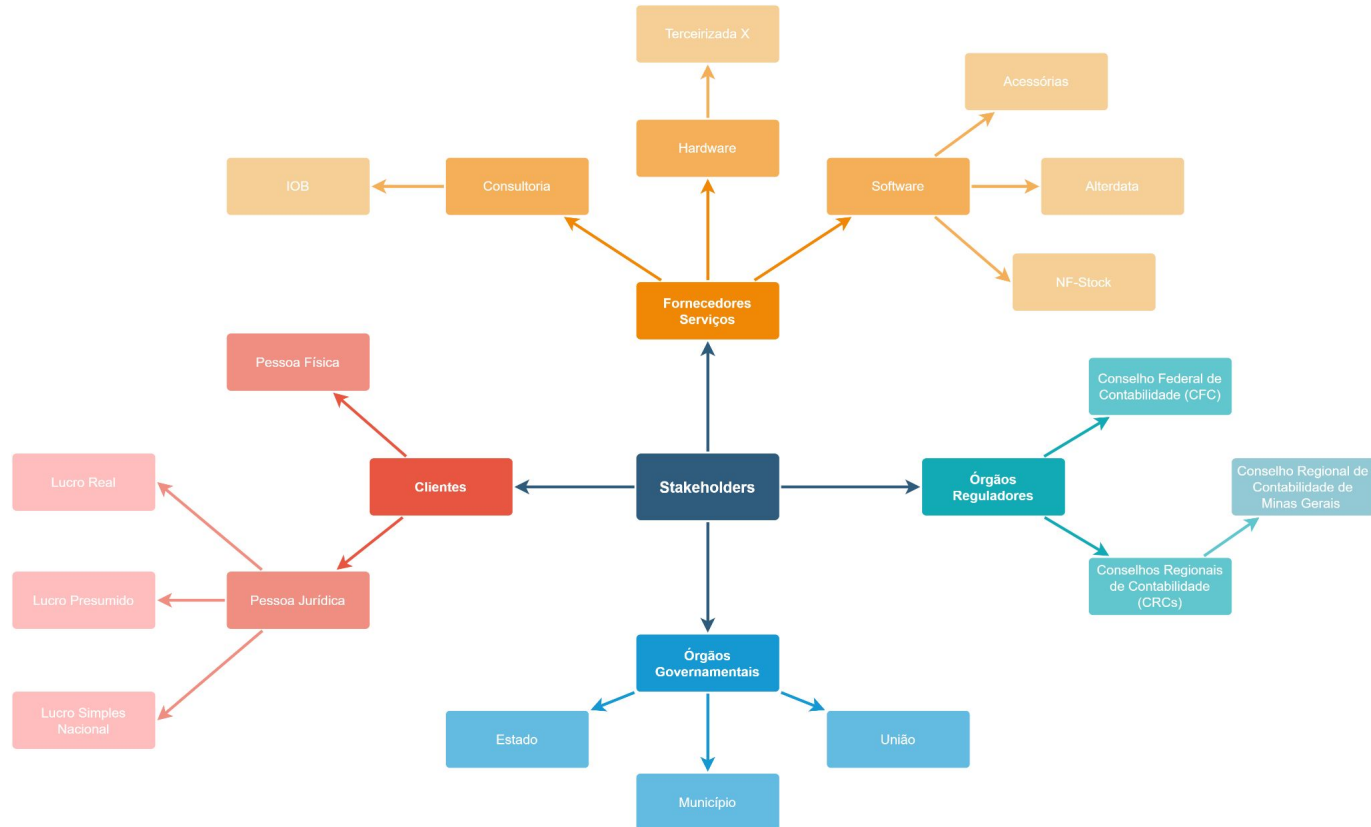 Terceirizada X
Acessórias
Hardware
IOB
Consultoria
Software
Alterdata
NF-Stock
Fornecedores
Serviços
Pessoa Física
Conselho Federal de
Contabilidade (CFC)
Lucro Real
Clientes
Stakeholders
Órgãos
Reguladores
Conselho Regional de
Contabilidade de
Minas Gerais
Lucro Presumido
Pessoa Jurídica
Conselhos Regionais
de Contabilidade
(CRCs)
Órgãos
Governamentais
Lucro Simples
Nacional
Estado
União
Município